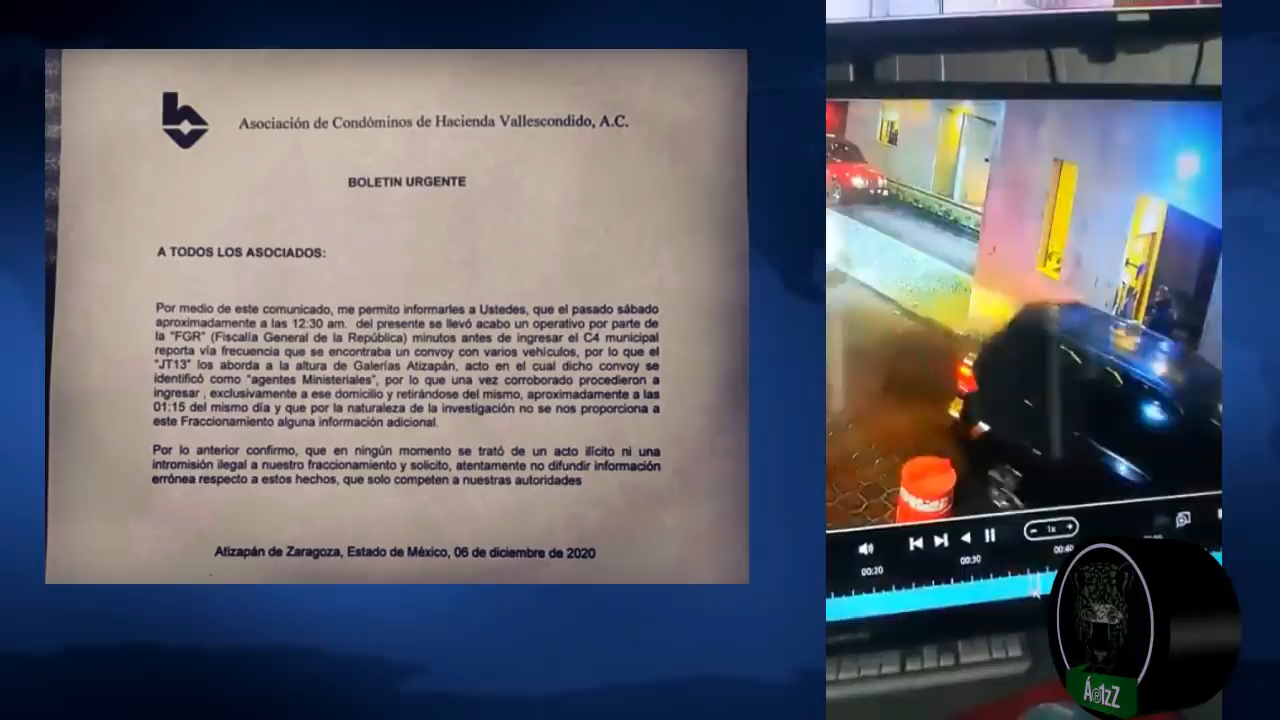 Asociación de Condóminos de Hacienda Vallescondido, A.C.
BOLETIN URGENTE
A TODOS LOS ASOCIADOS:
Por medio de este comunicado, me permito informarles a Ustedes, que el pasado sábado
aproximadamente a las 12:30 am. del presente se llevó acabo un operativo por parte de
la "FGR" (Fiscalía General de la República) minutos antes de ingresar el C4 municipal
reporta vía frecuencia que se encontraba un convoy con varios vehículos, por lo que el
"JT13" los aborda a la altura de Galerías Atizapán, acto en el cual dicho convoy se
identificó como "agentes Ministeriales", por lo que una vez corroborado procedieron a
ingresar , exclusivamente a ese domicilio y retirándose del mismo, aproximadamente a las
01:15 del mismo día y que por la naturaleza de la investigación no se nos proporciona a
este Fraccionamiento alguna información adicional.
Por lo anterior confirmo, que en ningún momento se trató de un acto ilícito ni una
intromisión ilegal a nuestro fraccionamiento y solicito, atentamente no difundir información
errónea respecto a estos hechos, que solo competen a nuestras autoridades
Atizapán de Zaragoza, Estado de México, 06 de diciembre de 2020
1x
00:20
00:30
00:40